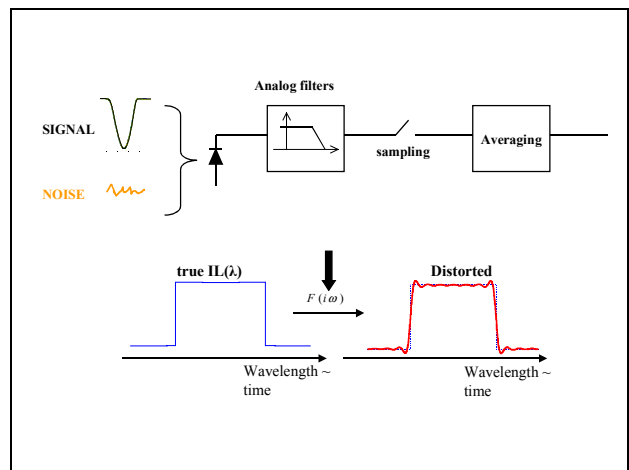 Analog filters
SIGNAL
sampling
Averaging
NOISE
true IL(λ)
F (iω)
Distorted
Wavelength ~
time
Wavelength ~
time